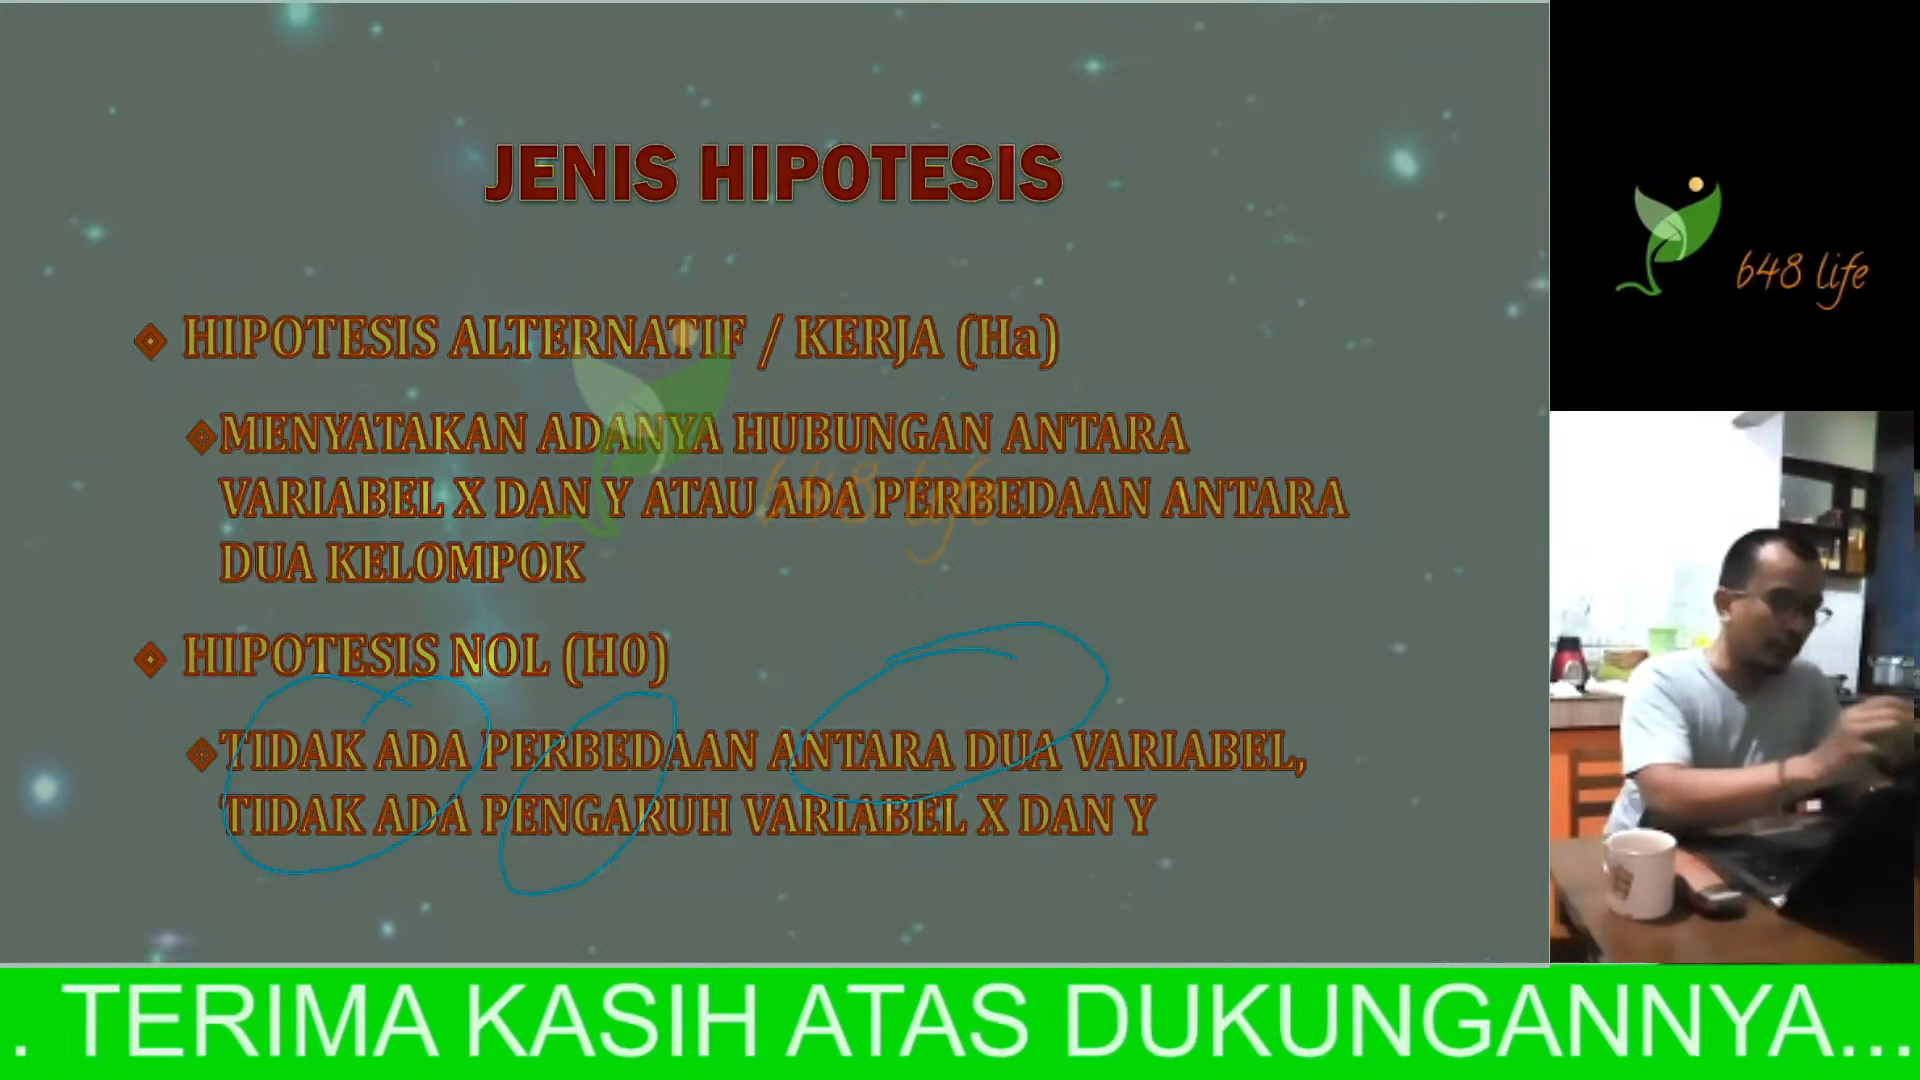 JENIS HIPOTESIS
HIPOTESIS ALTERNATIF / KERJA (Ha)
MENYATAKAN ADANYA HUBUNGAN ANTARA
VARIABEL X DAN Y ATAU ADA PERBEDAAN ANTARA
DUA KELOMPOK
HIPOTESIS NOL (H0)
TIDAK ADA PERBEDAAN ANTARA DUA VARIABEL,
TIDAK ADA PENGARUH VARIABEL X DAN Y
648 life
648 life
. TERIMA KASIH ATAS DUKUNGANNYA...